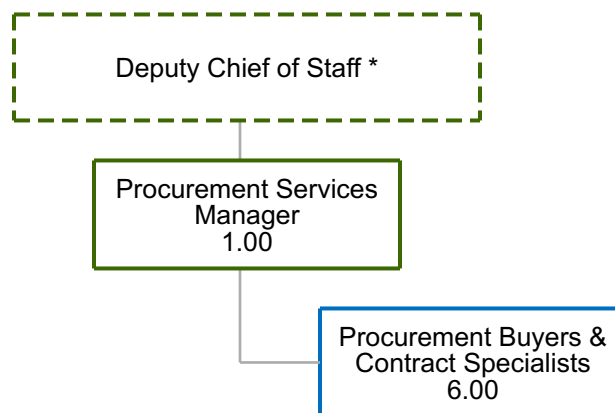 Deputy Chief of Staff *
Procurement Services
Manager
1.00
Procurement Buyers &
Contract Specialists
6.00